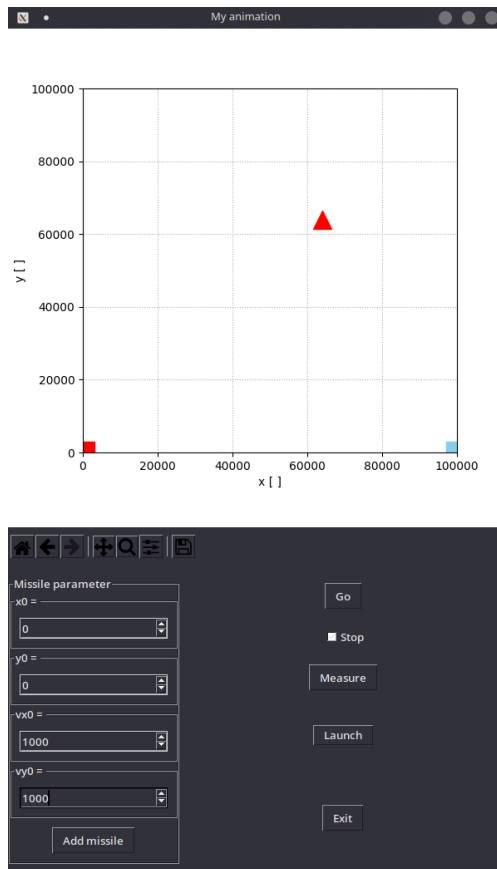 My animation
100000
80000
60000
40000
20000
0
y [ ]
0 20000 40000 60000 80000 100000
x [ ]
Missile parameter
x0 =
0
y0 =
0
vx0 =
1000
vy0 =
1000
Add missile
Go
Stop
Measure
Launch
Exit